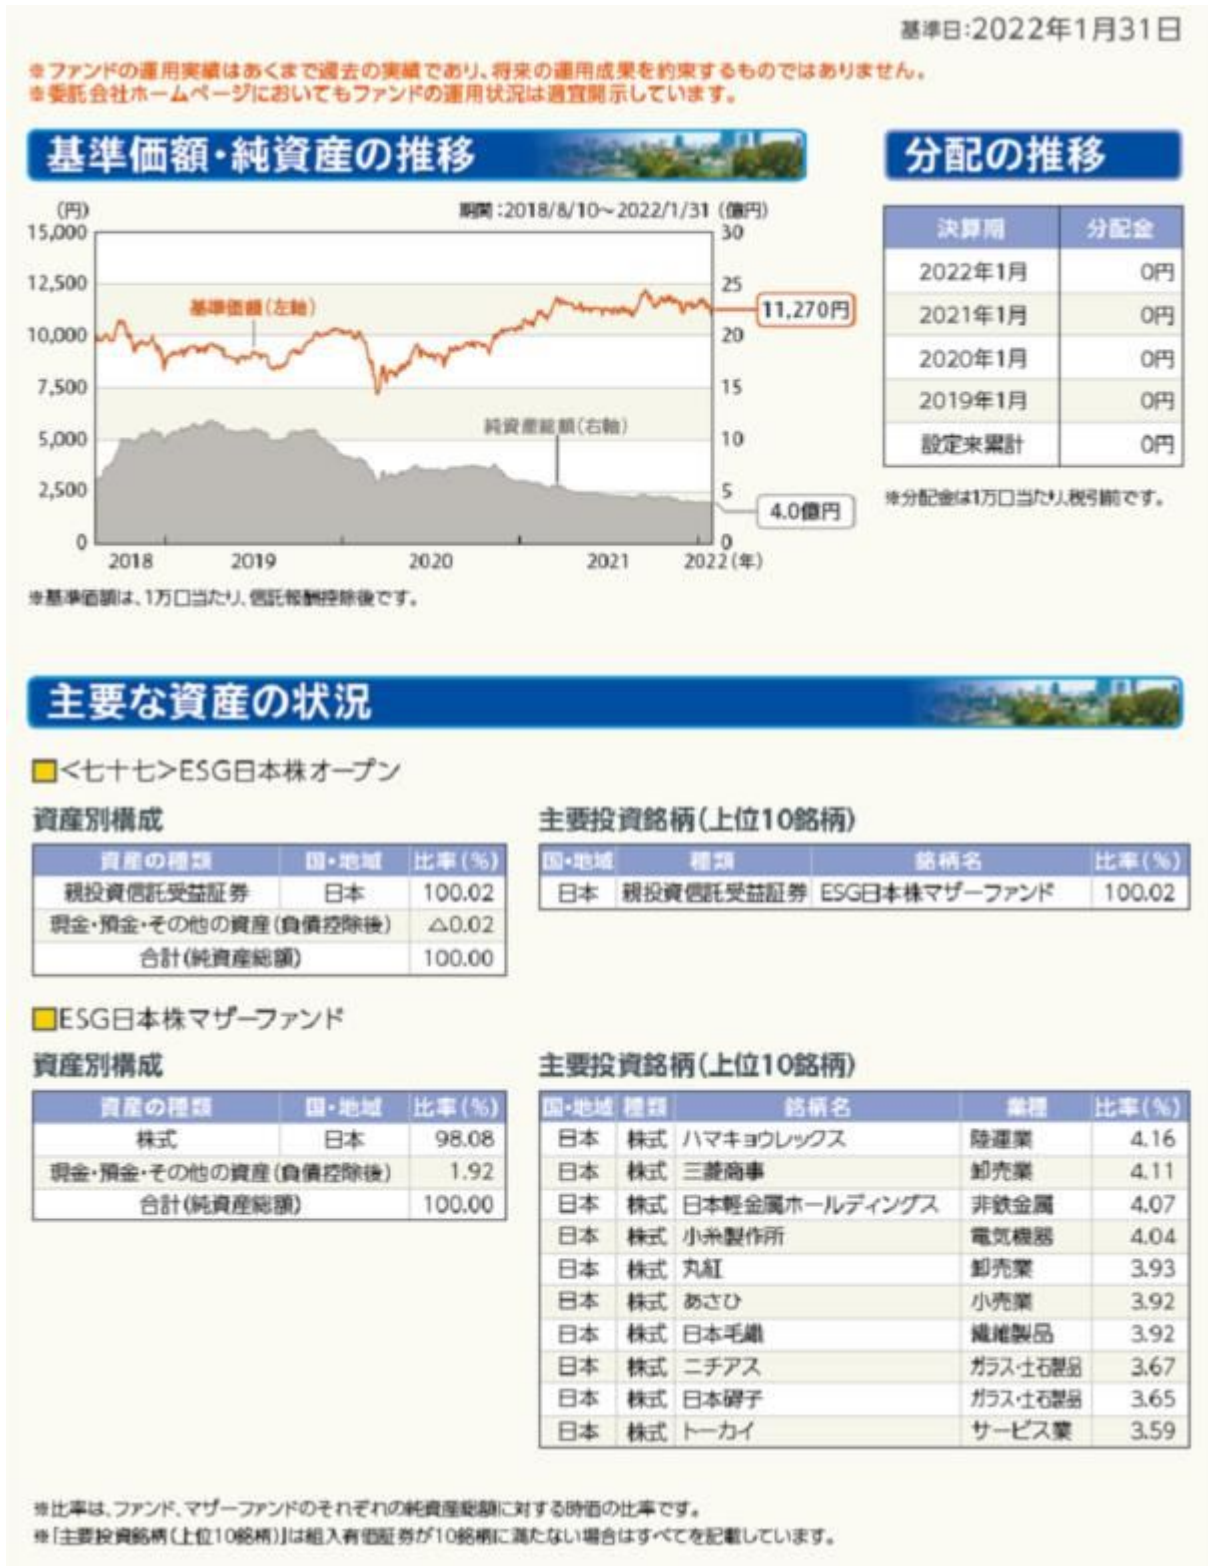 基準日:2022年1月31日
※ファンドの運用実績はあくまで過去の実績であり、将来の運用成果を約束するものではありません。
※委託会社ホームページにおいてもファンドの運用状況は適宜開示しています。
基準価額・純資産の推移
(円) 期間:2018/8/10~2022/1/31 (億円)
15,000 30
12,500 25
基準価額(左軸) 11,270円
10,000 20
7,500 15
純資産総額(右軸)
5,000 10
2,500 5
4.0億円
0 0
2018 2019 2020 2021 2022(年)
※基準価額は、1万口当たり、信託報酬控除後です。
分配の推移
決算期 分配金
2022年1月 0円
2021年1月 0円
2020年1月 0円
2019年1月 0円
設定来累計 0円
※分配金は1万口当たり、税引前です。
主要な資産の状況
<七十七>ESG日本株オープン
資産別構成
資産の種類 国・地域 比率(%)
親投資信託受益証券 日本 100.02
現金・預金・その他の資産(負債控除後) △0.02
合計(純資産総額) 100.00
主要投資銘柄(上位10銘柄)
国・地域 種類 銘柄名 比率(%)
日本 親投資信託受益証券 ESG日本株マザーファンド 100.02
ESG日本株マザーファンド
資産別構成
資産の種類 国・地域 比率(%)
株式 日本 98.08
現金・預金・その他の資産(負債控除後) 1.92
合計(純資産総額) 100.00
主要投資銘柄(上位10銘柄)
国・地域 種類 銘柄名 業種 比率(%)
日本 株式 ハマキョウレックス 陸運業 4.16
日本 株式 三菱商事 卸売業 4.11
日本 株式 日本軽金属ホールディングス 非鉄金属 4.07
日本 株式 小糸製作所 電気機器 4.04
日本 株式 丸紅 卸売業 3.93
日本 株式 あさひ 小売業 3.92
日本 株式 日本毛織 繊維製品 3.92
日本 株式 ニチアス ガラス・土石製品 3.67
日本 株式 日本碍子 ガラス・土石製品 3.65
日本 株式 トーカイ サービス業 3.59
※比率は、ファンド、マザーファンドのそれぞれの純資産総額に対する時価の比率です。
※「主要投資銘柄(上位10銘柄)」は組入有価証券が10銘柄に満たない場合はすべてを記載しています。